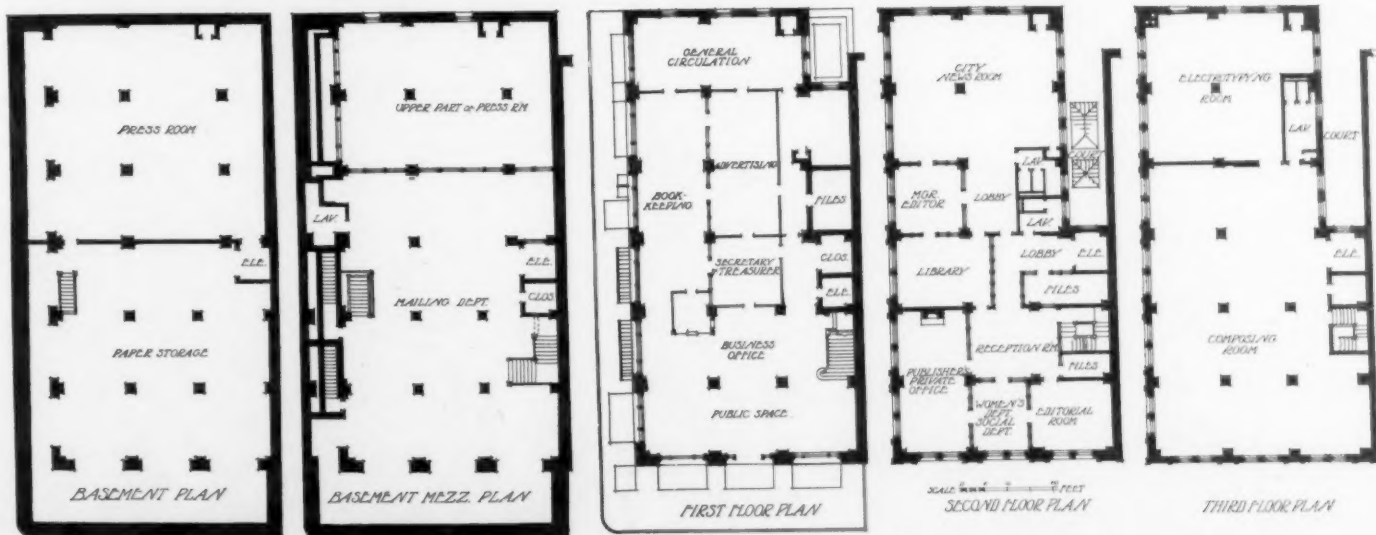 PRESS ROOM
ELE.
PAPER STORAGE
BASEMENT PLAN
UPPER PART OF PRESS RM
LAV.
ELE.
CLOS.
MAILING DEPT.
BASEMENT MEZZ. PLAN
GENERAL
CIRCULATION
ADVERTISING
BOOK-
KEEPING
FILES
SECRETARY
TREASURER
CLOS.
ELE.
BUSINESS
OFFICE
PUBLIC SPACE
FIRST FLOOR PLAN
CITY
NEWS ROOM
LAV.
MGR.
EDITOR
LOBBY
LAV.
LIBRARY
LOBBY
ELE.
FILES
RECEPTION RM.
FILES
PUBLISHER'S
PRIVATE
OFFICE
WOMEN'S
DEPT.
SOCIAL
DEPT.
EDITORIAL
ROOM
SCALE FEET
SECOND FLOOR PLAN
ELECTROTYPING
ROOM
LAV.
COURT
ELE.
COMPOSING
ROOM
THIRD FLOOR PLAN